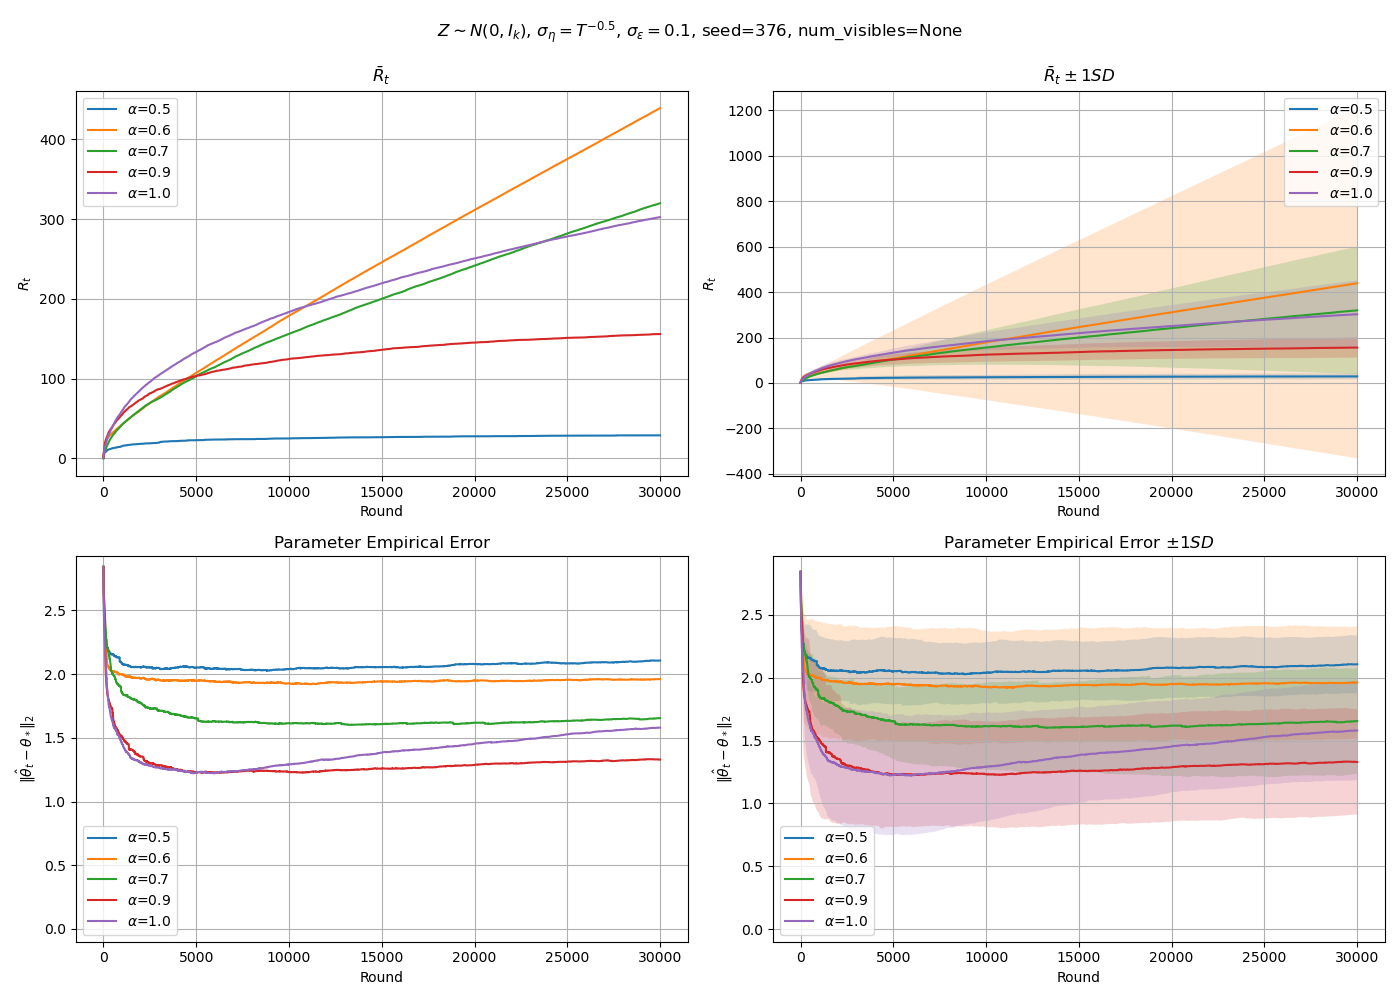 Z ~ N(0, I_k), σ_η = T^{−0.5}, σ_ε = 0.1, seed=376, num_visibles=None
R̄_t
400
300
200
100
0
R_t
0 5000 10000 15000 20000 25000 30000
Round
α=0.5
α=0.6
α=0.7
α=0.9
α=1.0
R̄_t ± 1SD
1200
1000
800
600
400
200
0
−200
−400
R_t
0 5000 10000 15000 20000 25000 30000
Round
α=0.5
α=0.6
α=0.7
α=0.9
α=1.0
Parameter Empirical Error
2.5
2.0
1.5
1.0
0.5
0.0
‖θ̂_t − θ_*‖_2
0 5000 10000 15000 20000 25000 30000
Round
α=0.5
α=0.6
α=0.7
α=0.9
α=1.0
Parameter Empirical Error ±1SD
2.5
2.0
1.5
1.0
0.5
0.0
‖θ̂_t − θ_*‖_2
0 5000 10000 15000 20000 25000 30000
Round
α=0.5
α=0.6
α=0.7
α=0.9
α=1.0